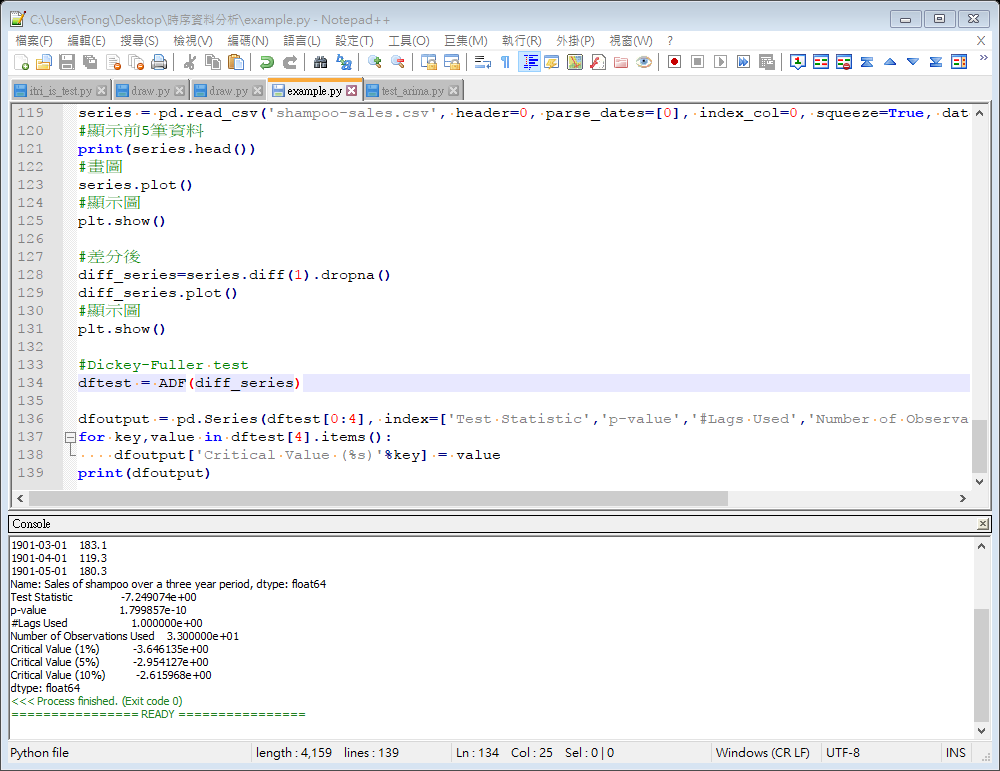 C:\Users\Fong\Desktop\時序資料分析\example.py - Notepad++
檔案(F) 編輯(E) 搜尋(S) 檢視(V) 編碼(N) 語言(L) 設定(T) 工具(O) 巨集(M) 執行(R) 外掛(P) 視窗(W) ? X
itri_is_test.py draw.py draw.py example.py test_arima.py
119 series = pd.read_csv('shampoo-sales.csv', header=0, parse_dates=[0], index_col=0, squeeze=True, dat
120 #顯示前5筆資料
121 print(series.head())
122 #畫圖
123 series.plot()
124 #顯示圖
125 plt.show()
126
127 #差分後
128 diff_series=series.diff(1).dropna()
129 diff_series.plot()
130 #顯示圖
131 plt.show()
132
133 #Dickey-Fuller test
134 dftest = ADF(diff_series)
135
136 dfoutput = pd.Series(dftest[0:4], index=['Test Statistic','p-value','#Lags Used','Number of Observa
137 for key,value in dftest[4].items():
138 dfoutput['Critical Value (%s)'%key] = value
139 print(dfoutput)
Console
1901-03-01 183.1
1901-04-01 119.3
1901-05-01 180.3
Name: Sales of shampoo over a three year period, dtype: float64
Test Statistic -7.249074e+00
p-value 1.799857e-10
#Lags Used 1.000000e+00
Number of Observations Used 3.300000e+01
Critical Value (1%) -3.646135e+00
Critical Value (5%) -2.954127e+00
Critical Value (10%) -2.615968e+00
dtype: float64
<<< Process finished. (Exit code 0)
================ READY ================
Python file length : 4,159 lines : 139 Ln : 134 Col : 25 Sel : 0 | 0 Windows (CR LF) UTF-8 INS